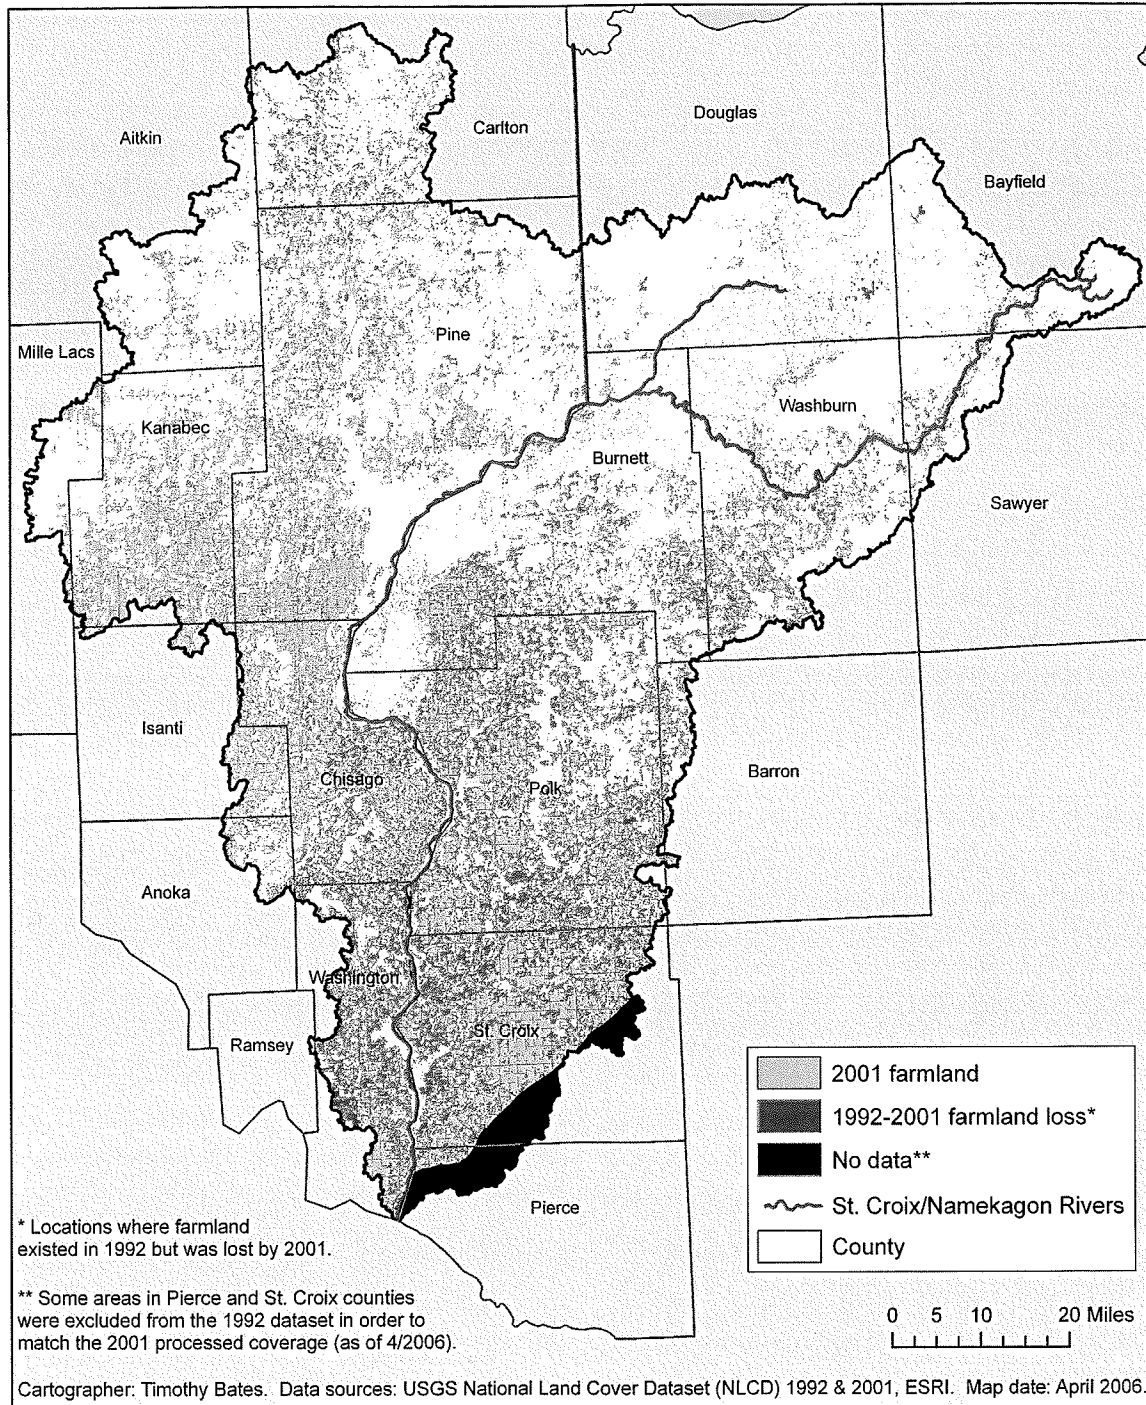 Douglas
Carlton
Aitkin
Bayfield
Pine
Mille Lacs
Washburn
Kanabec
Burnett
Sawyer
Isanti
Barron
Chisago
Polk
Anoka
Washington
St. Croix
Ramsey
Pierce
2001 farmland
1992-2001 farmland loss*
No data**
St. Croix/Namekagon Rivers
County
* Locations where farmland
existed in 1992 but was lost by 2001.
** Some areas in Pierce and St. Croix counties
were excluded from the 1992 dataset in order to
match the 2001 processed coverage (as of 4/2006).
0 5 10 20 Miles
Cartographer: Timothy Bates. Data sources: USGS National Land Cover Dataset (NLCD) 1992 & 2001, ESRI. Map date: April 2006.